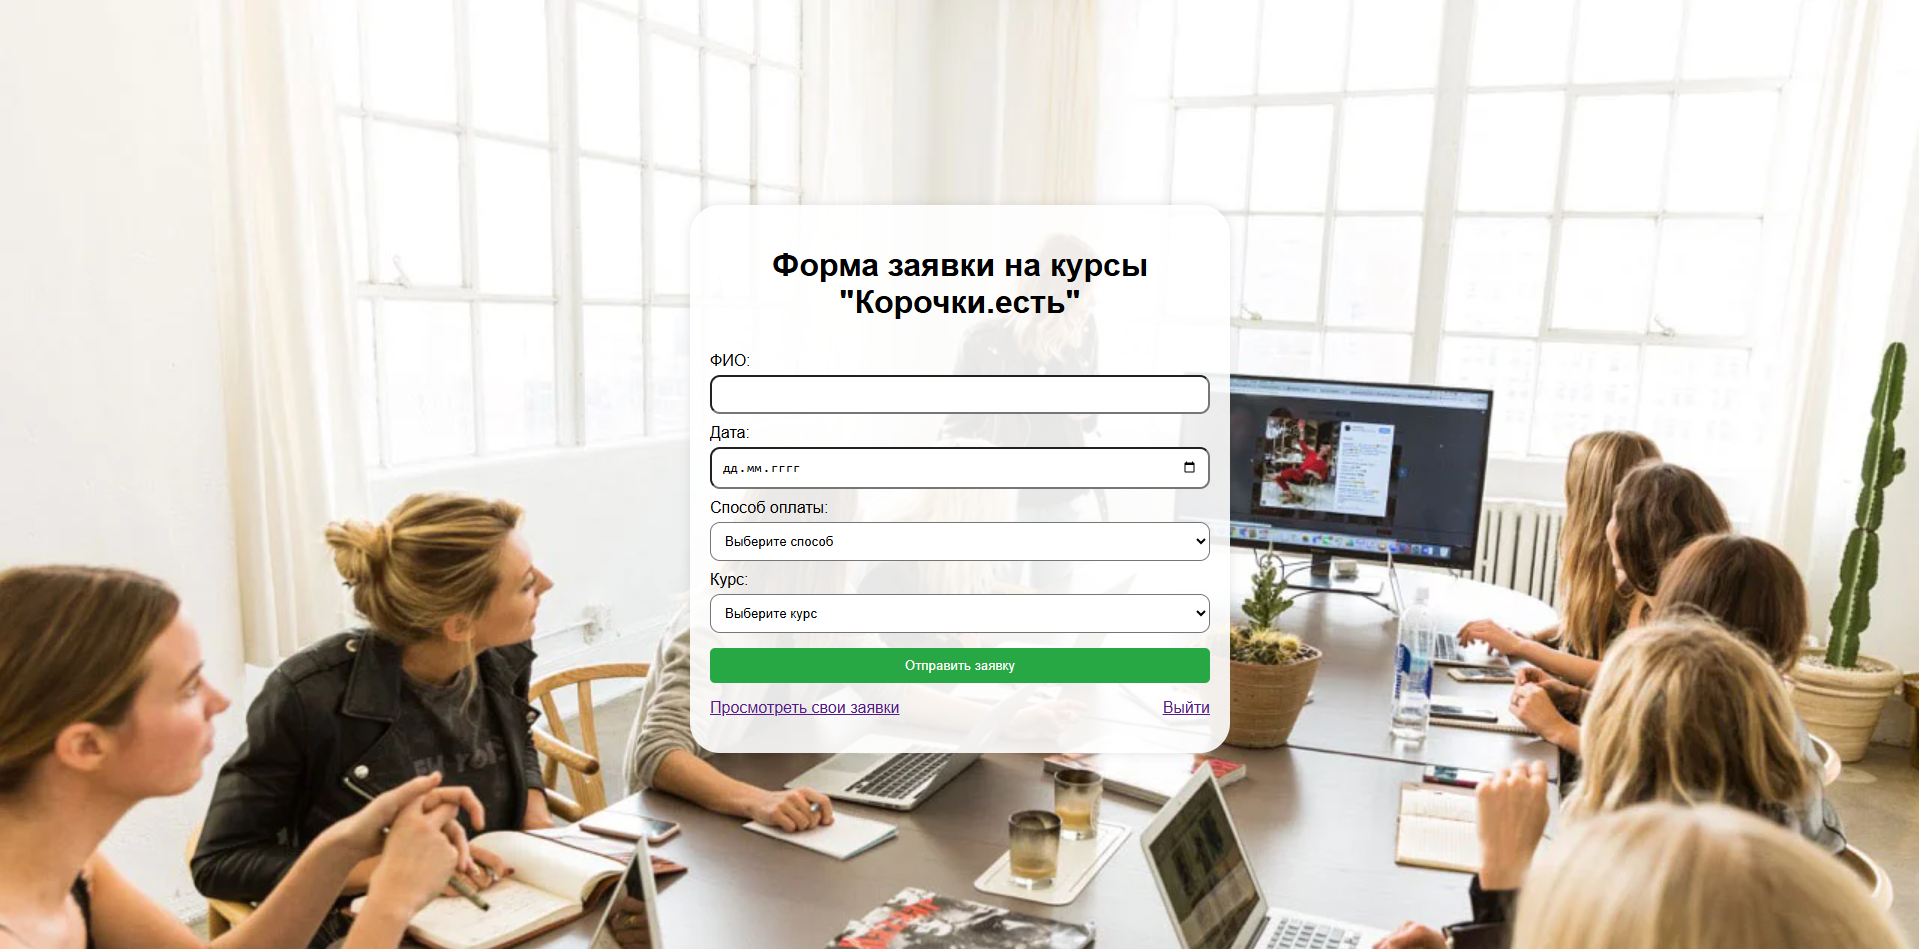 Форма заявки на курсы
"Корочки.есть"
ФИО:
Дата:
дд.мм.гггг
Способ оплаты:
Выберите способ
Курс:
Выберите курс
Отправить заявку
Просмотреть свои заявки Выйти